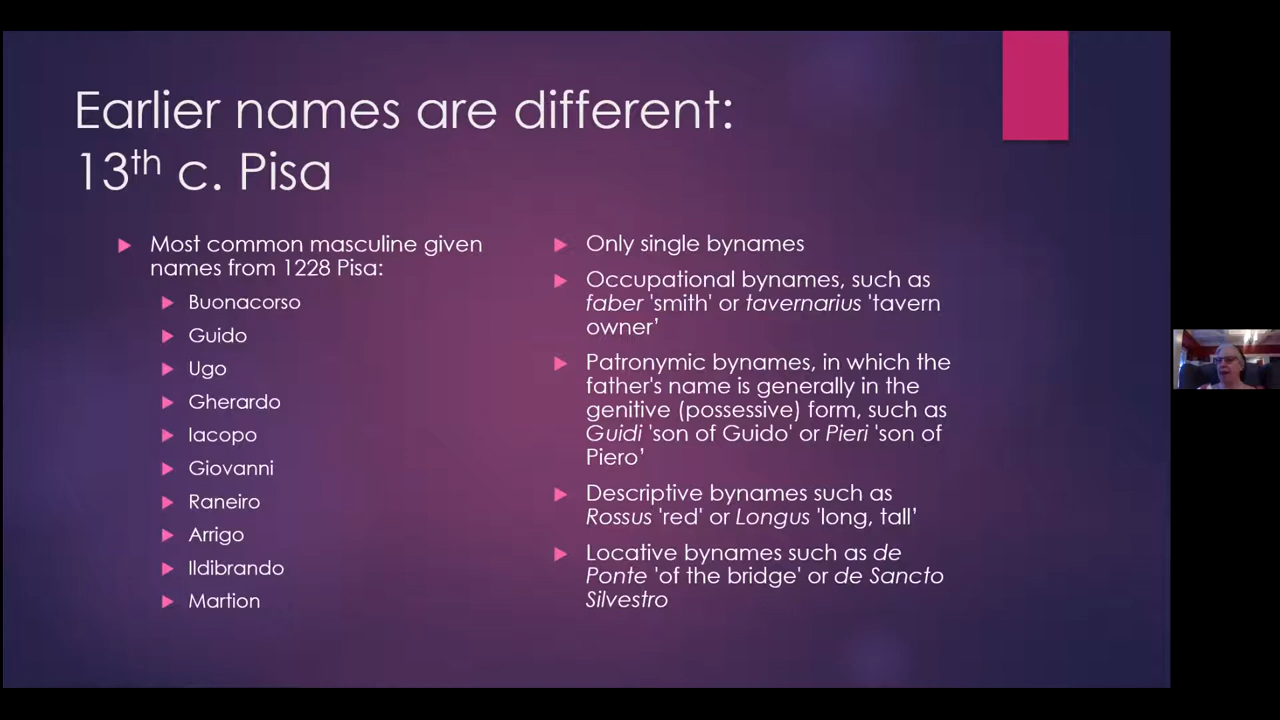 Earlier names are different:
13th c. Pisa
Most common masculine given
names from 1228 Pisa:
Buonacorso
Guido
Ugo
Gherardo
Iacopo
Giovanni
Raneiro
Arrigo
Ildibrando
Martion
Only single bynames
Occupational bynames, such as
faber 'smith' or tavernarius 'tavern
owner’
Patronymic bynames, in which the
father's name is generally in the
genitive (possessive) form, such as
Guidi 'son of Guido' or Pieri 'son of
Piero’
Descriptive bynames such as
Rossus 'red' or Longus 'long, tall’
Locative bynames such as de
Ponte 'of the bridge' or de Sancto
Silvestro